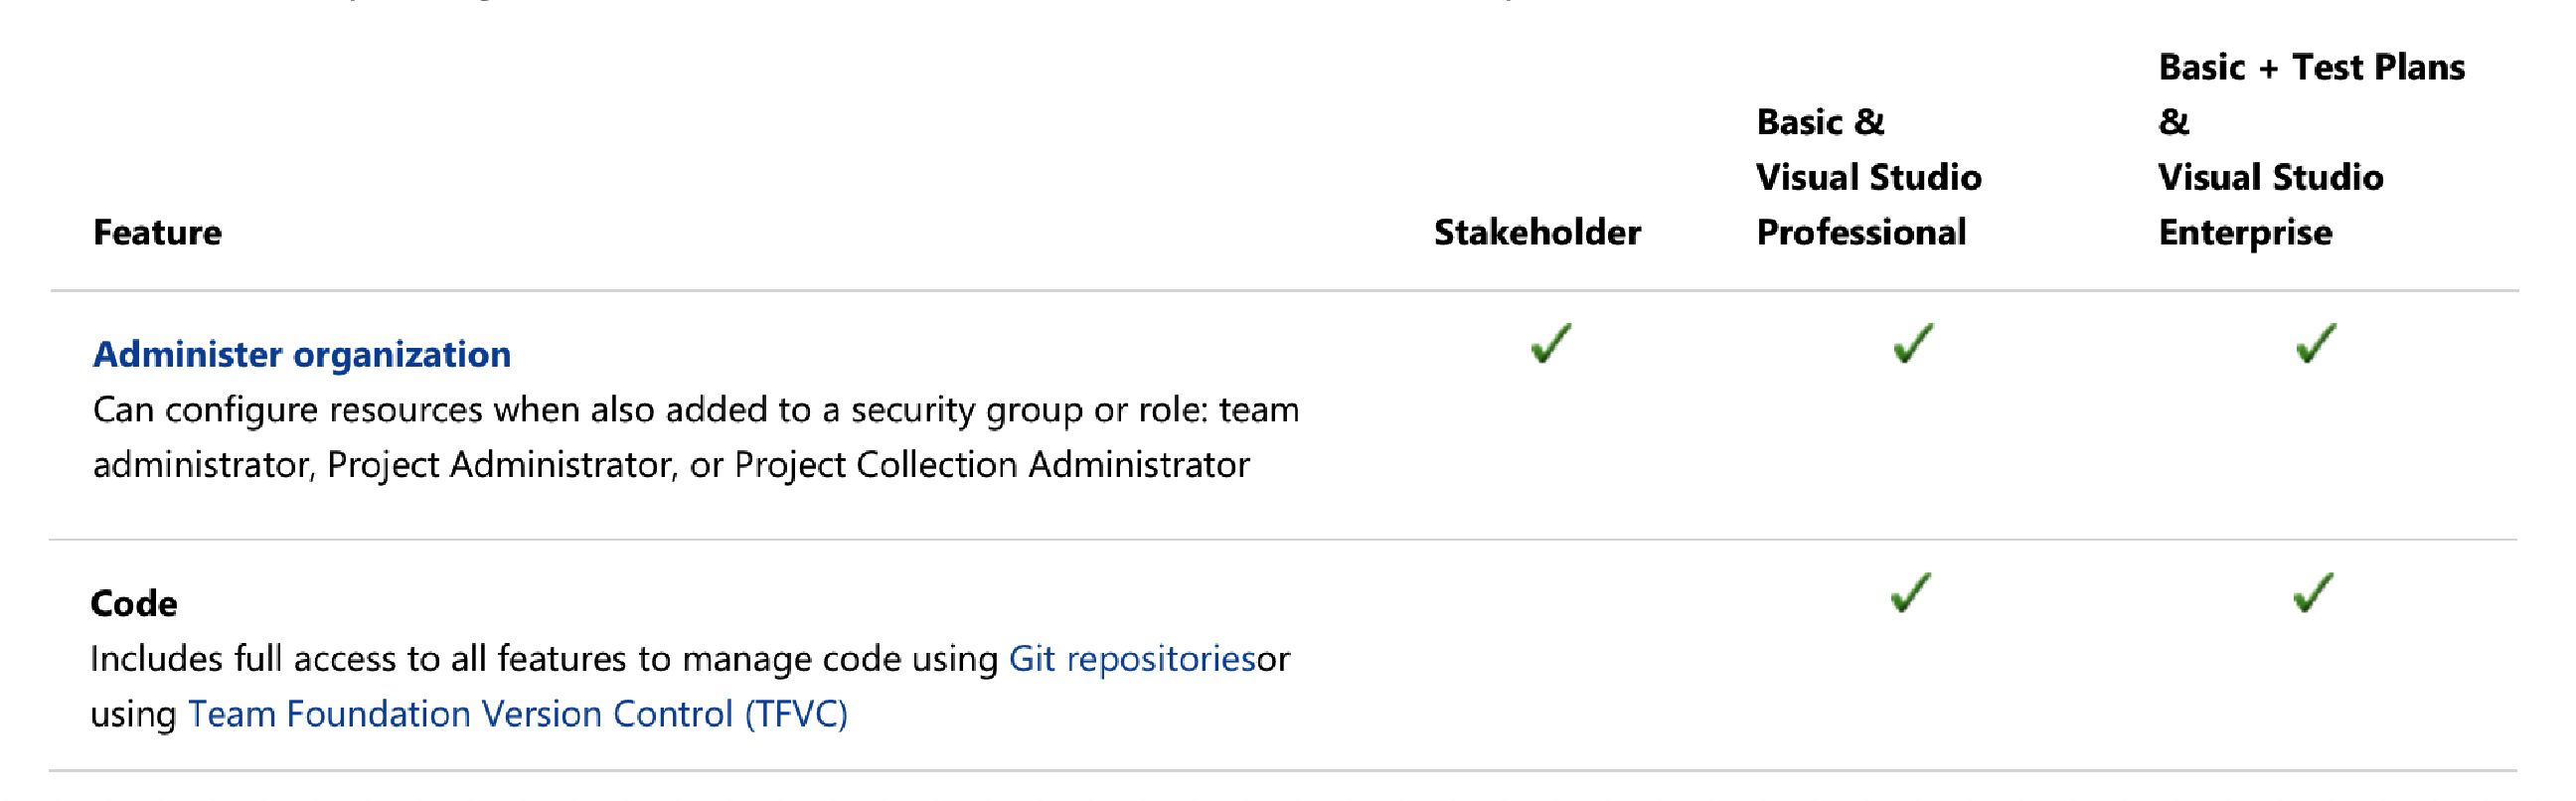 Basic + Test Plans
Basic & &
Visual Studio Visual Studio
Feature Stakeholder Professional Enterprise
Administer organization
Can configure resources when also added to a security group or role: team
administrator, Project Administrator, or Project Collection Administrator
Code
Includes full access to all features to manage code using Git repositoriesor
using Team Foundation Version Control (TFVC)